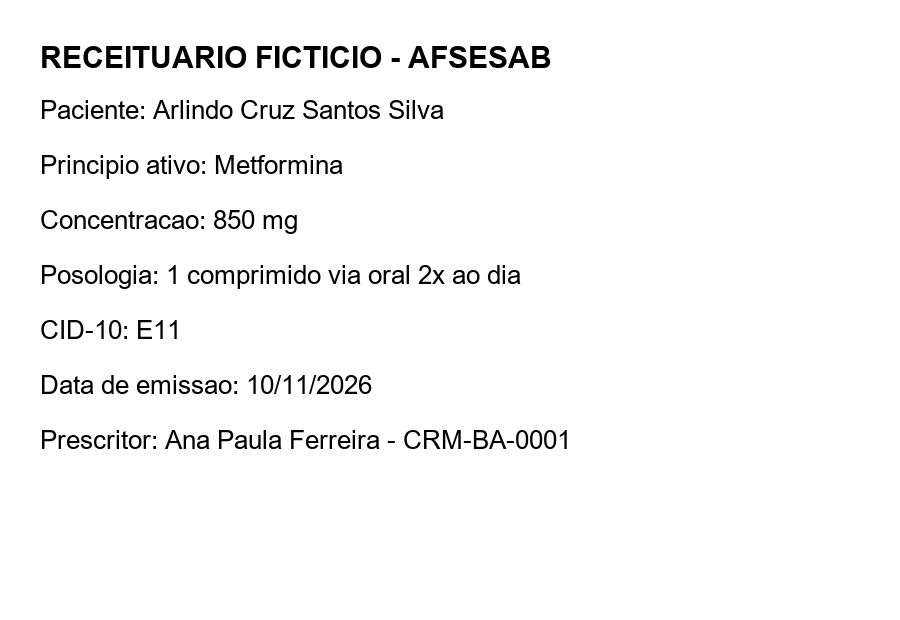 RECEITUARIO FICTICIO - AFSESAB
Paciente: Arlindo Cruz Santos Silva
Principio ativo: Metformina
Concentracao: 850 mg
Posologia: 1 comprimido via oral 2x ao dia
CID-10: E11
Data de emissao: 10/11/2026
Prescritor: Ana Paula Ferreira - CRM-BA-0001